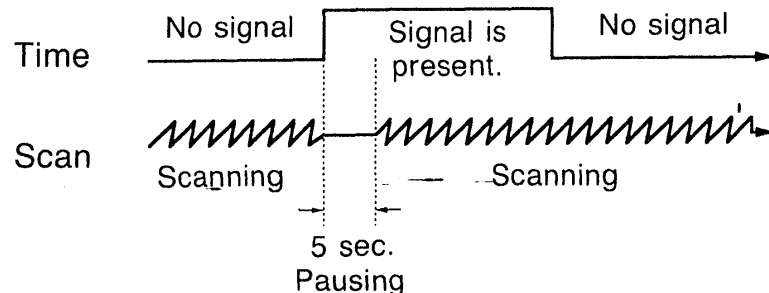 No signal
Signal is
present.
No signal
Time
Scan
Scanning
Scanning
5 sec.
Pausing